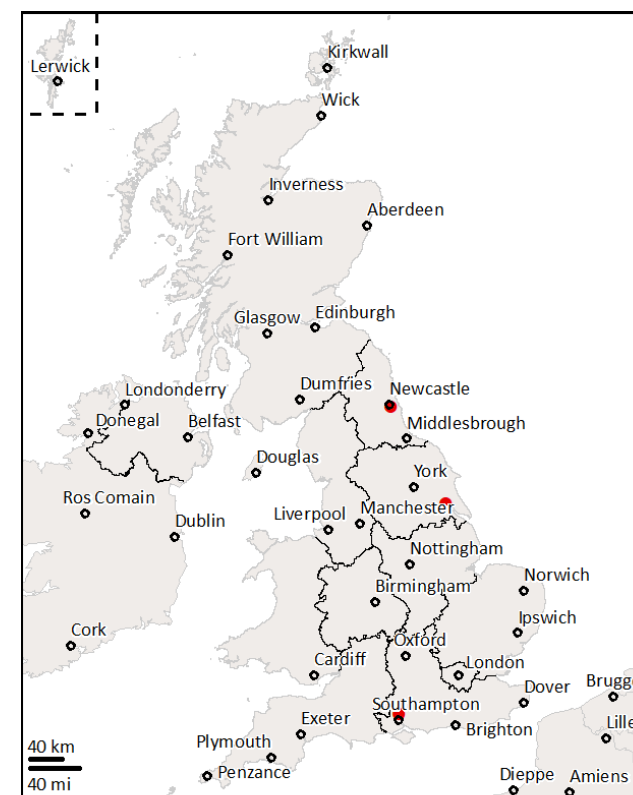 Lerwick
Kirkwall
Wick
Inverness
Aberdeen
Fort William
Glasgow
Edinburgh
Londonderry
Dumfries
Newcastle
Donegal
Belfast
Middlesbrough
Douglas
York
Ros Comain
Liverpool
Manchester
Dublin
Nottingham
Birmingham
Norwich
Cork
Ipswich
Cardiff
Oxford
London
Southampton
Dover
Brugge
Exeter
Brighton
Lille
Plymouth
40 km
40 mi
Penzance
Dieppe
Amiens